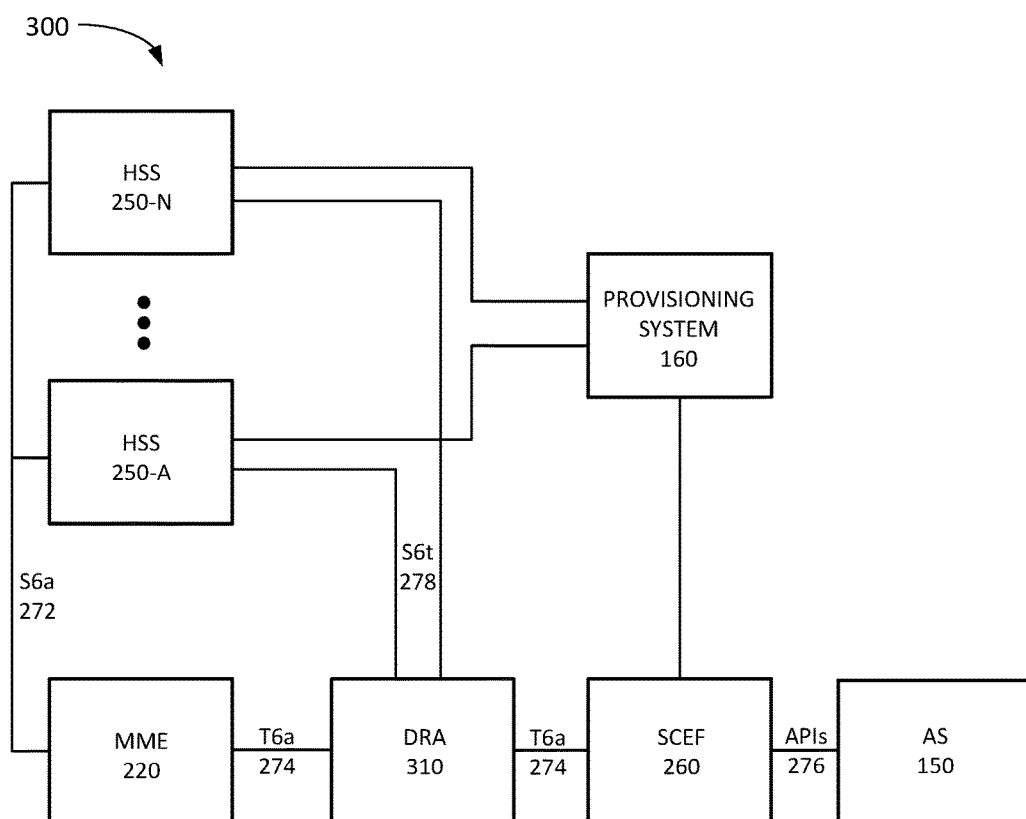 300
HSS
250-N
PROVISIONING
SYSTEM
160
HSS
250-A
S6t
278
S6a
272
MME
220
T6a
274
DRA
310
T6a
274
SCEF
260
APIs
276
AS
150